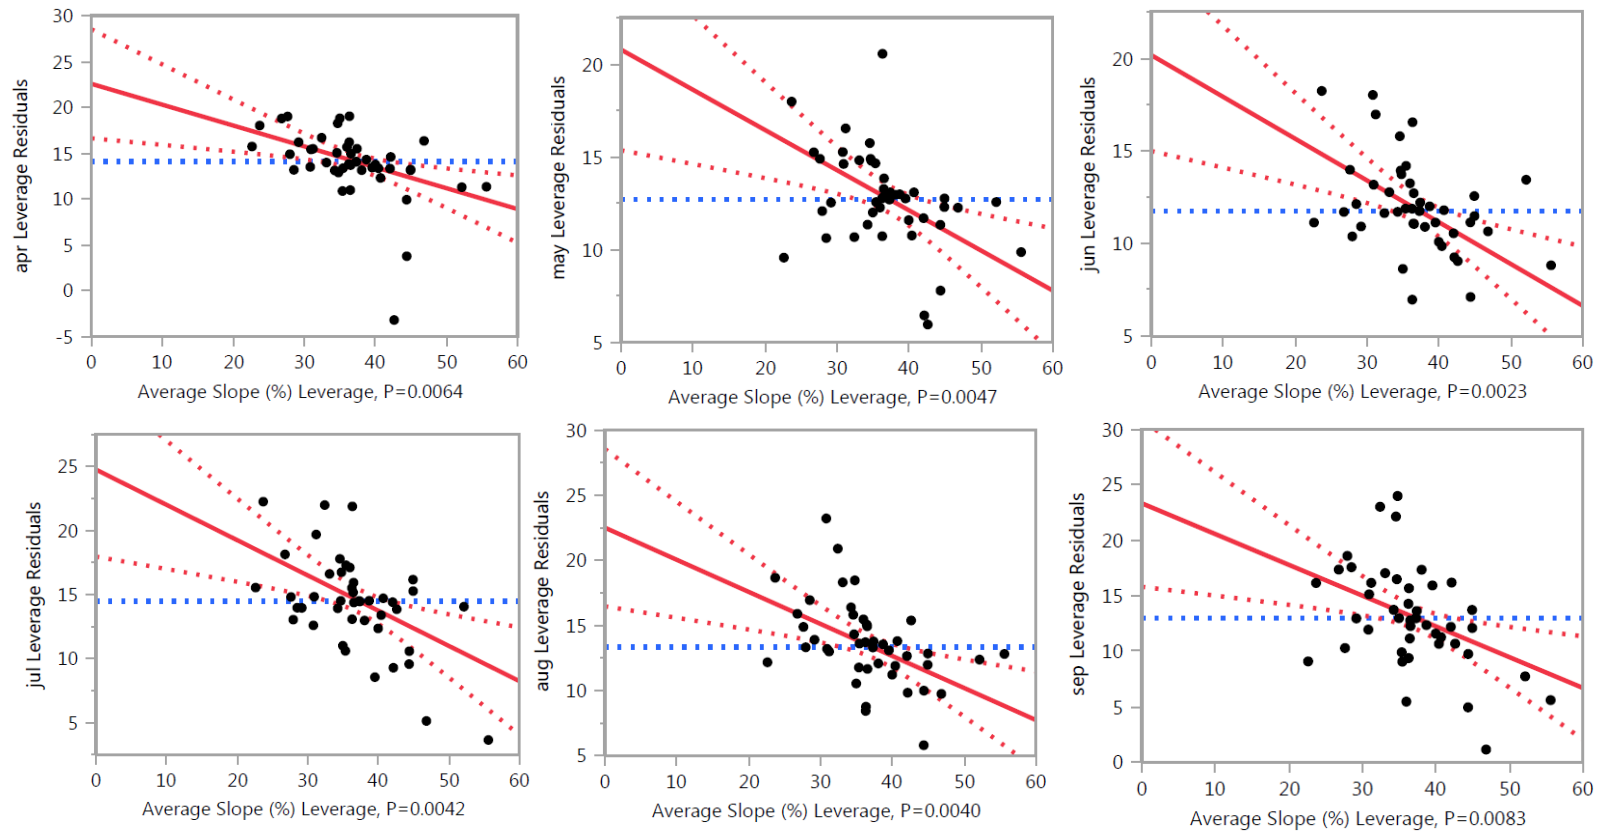 30
25
20
15
10
5
0
-5
apr Leverage Residuals
0 10 20 30 40 50 60
Average Slope (%) Leverage, P=0.0064
20
15
10
5
may Leverage Residuals
0 10 20 30 40 50 60
Average Slope (%) Leverage, P=0.0047
20
15
10
5
jun Leverage Residuals
0 10 20 30 40 50 60
Average Slope (%) Leverage, P=0.0023
25
20
15
10
5
jul Leverage Residuals
0 10 20 30 40 50 60
Average Slope (%) Leverage, P=0.0042
30
25
20
15
10
5
aug Leverage Residuals
0 10 20 30 40 50 60
Average Slope (%) Leverage, P=0.0040
30
25
20
15
10
5
0
sep Leverage Residuals
0 10 20 30 40 50 60
Average Slope (%) Leverage, P=0.0083